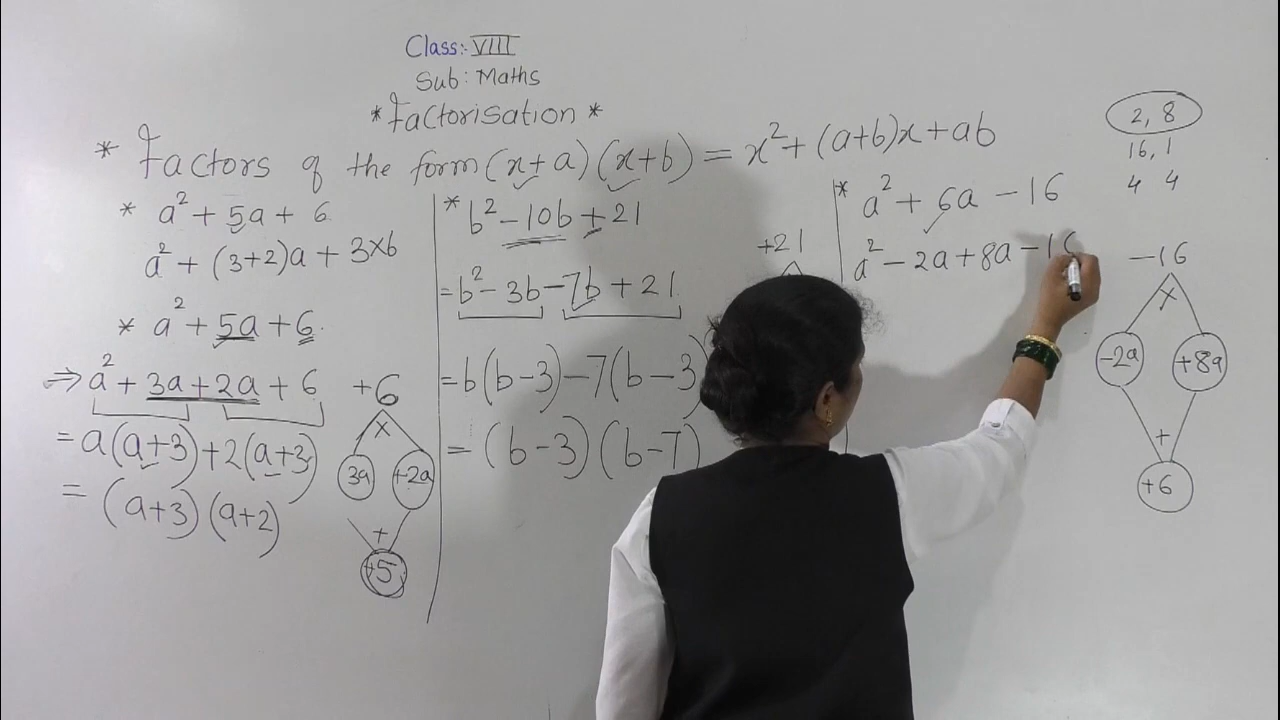 Class:- VIII
Sub: Maths
* Factorisation *
* Factors of the form (x+a)(x+b) = x² + (a+b)x + ab
* a² + 5a + 6
a² + (3+2)a + 3×6
* a² + 5a + 6.
⇒ a² + 3a + 2a + 6
= a(a+3)+2(a+3)
= (a+3)(a+2)
+6
×
3a +2a
+
+5
* b² - 10b + 21
= b² - 3b - 7b + 21
= b(b-3) - 7(b-3)
= (b-3)(b-7)
+21
* a² + 6a - 16
a² - 2a + 8a - 16
2, 8
16, 1
4 4
-16
×
-2a +8a
+
+6